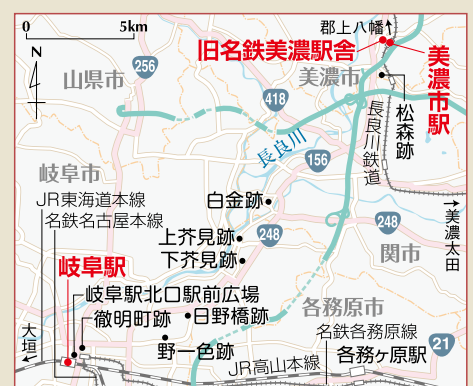 0 5km
郡上八幡
旧名鉄美濃駅舎
N
256
山県市
美濃市
美濃市駅
418
松森跡
長良川
長良川鉄道
156
岐阜市
JR東海道本線
名鉄名古屋本線
白金跡
248
美濃太田
上芥見跡
248
下芥見跡
関市
岐阜駅
岐阜駅北口駅前広場
各務原市
大垣
徹明町跡
日野橋跡
名鉄各務原線
21
野一色跡
各務ヶ原駅
JR高山本線